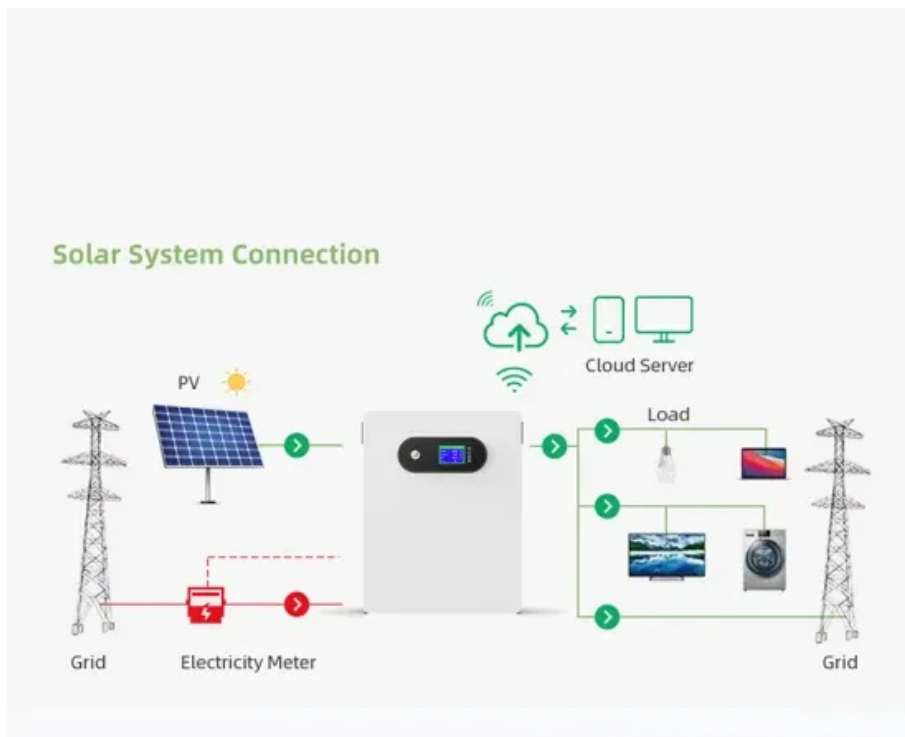 Solar System Connection
Cloud Server
PV
Load
Grid
Electricity Meter
Grid